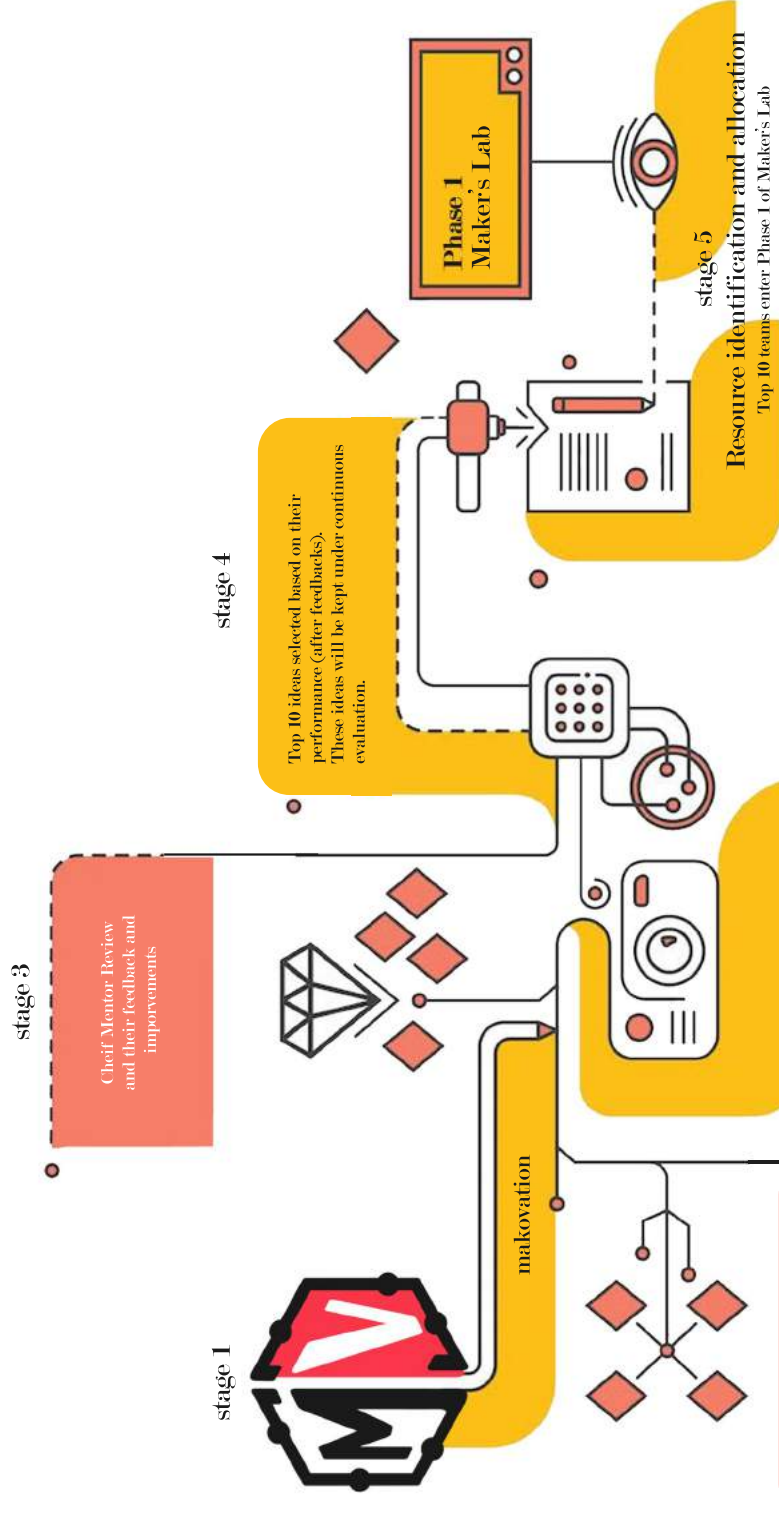 stage 1
MV
makovation
stage 3
Cheif Mentor Review
and their feedback and
imporvements
stage 4
Top 10 ideas selected based on their
performance (after feedbacks).
These ideas will be kept under continuous
evaluation.
stage 5
Resource identification and allocation
Top 10 teams enter Phase 1 of Maker's Lab
Phase 1
Maker's Lab